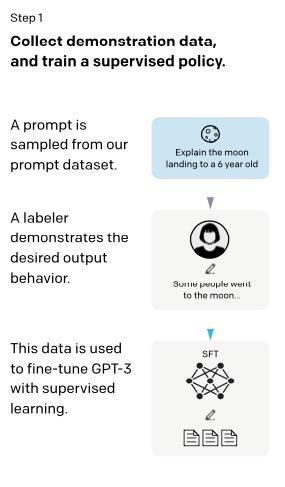 Step 1
Collect demonstration data,
and train a supervised policy.
A prompt is
sampled from our
prompt dataset.
Explain the moon
landing to a 6 year old
A labeler
demonstrates the
desired output
behavior.
Some people went
to the moon...
This data is used
to fine-tune GPT-3
with supervised
learning.
SFT